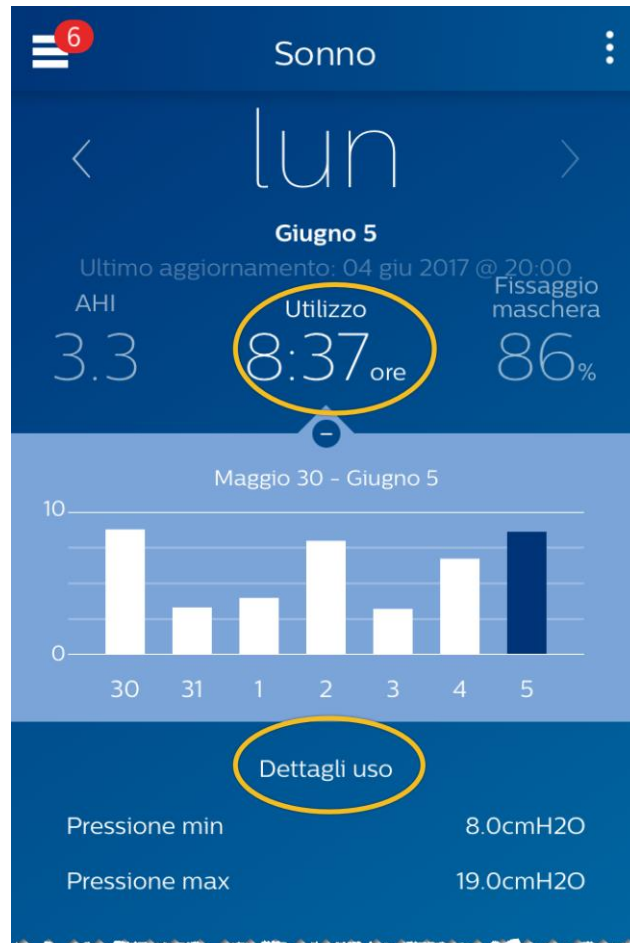 6
Sonno
lun
Giugno 5
Ultimo aggiornamento: 04 giu 2017 @ 20:00
AHI
Utilizzo
Fissaggio
maschera
3.3
8:37 ore
86%
Maggio 30 - Giugno 5
10
0
30 31 1 2 3 4 5
Dettagli uso
Pressione min 8.0cmH2O
Pressione max 19.0cmH2O